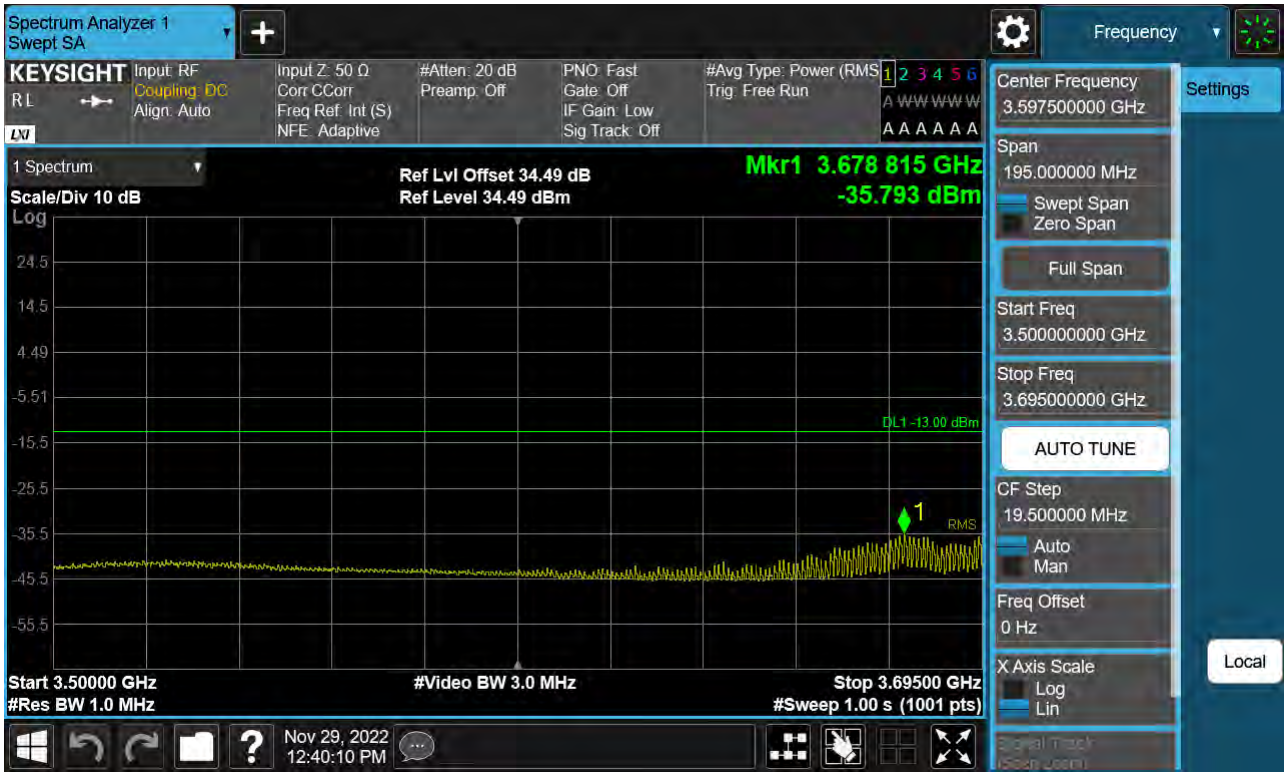 Spectrum Analyzer 1
Swept SA
+
Frequency
KEYSIGHT
RL
LXI
Input: RF
Coupling: DC
Align: Auto
Input Z: 50 Ω
Corr CCorr
Freq Ref: Int (S)
NFE: Adaptive
#Atten: 20 dB
Preamp: Off
PNO: Fast
Gate: Off
IF Gain: Low
Sig Track: Off
#Avg Type: Power (RMS
Trig: Free Run
1 2 3 4 5 6
A W W W W W
A A A A A A
1 Spectrum
Scale/Div 10 dB
Log
Ref Lvl Offset 34.49 dB
Ref Level 34.49 dBm
Mkr1 3.678 815 GHz
-35.793 dBm
24.5
14.5
4.49
-5.51
DL1 -13.00 dBm
-15.5
-25.5
1
RMS
-35.5
-45.5
-55.5
Start 3.50000 GHz
#Res BW 1.0 MHz
#Video BW 3.0 MHz
Stop 3.69500 GHz
#Sweep 1.00 s (1001 pts)
Center Frequency
3.597500000 GHz
Settings
Span
195.000000 MHz
Swept Span
Zero Span
Full Span
Start Freq
3.500000000 GHz
Stop Freq
3.695000000 GHz
AUTO TUNE
CF Step
19.500000 MHz
Auto
Man
Freq Offset
0 Hz
X Axis Scale
Log
Lin
Signal Track
(Span Zoom)
Local
?
Nov 29, 2022
12:40:10 PM